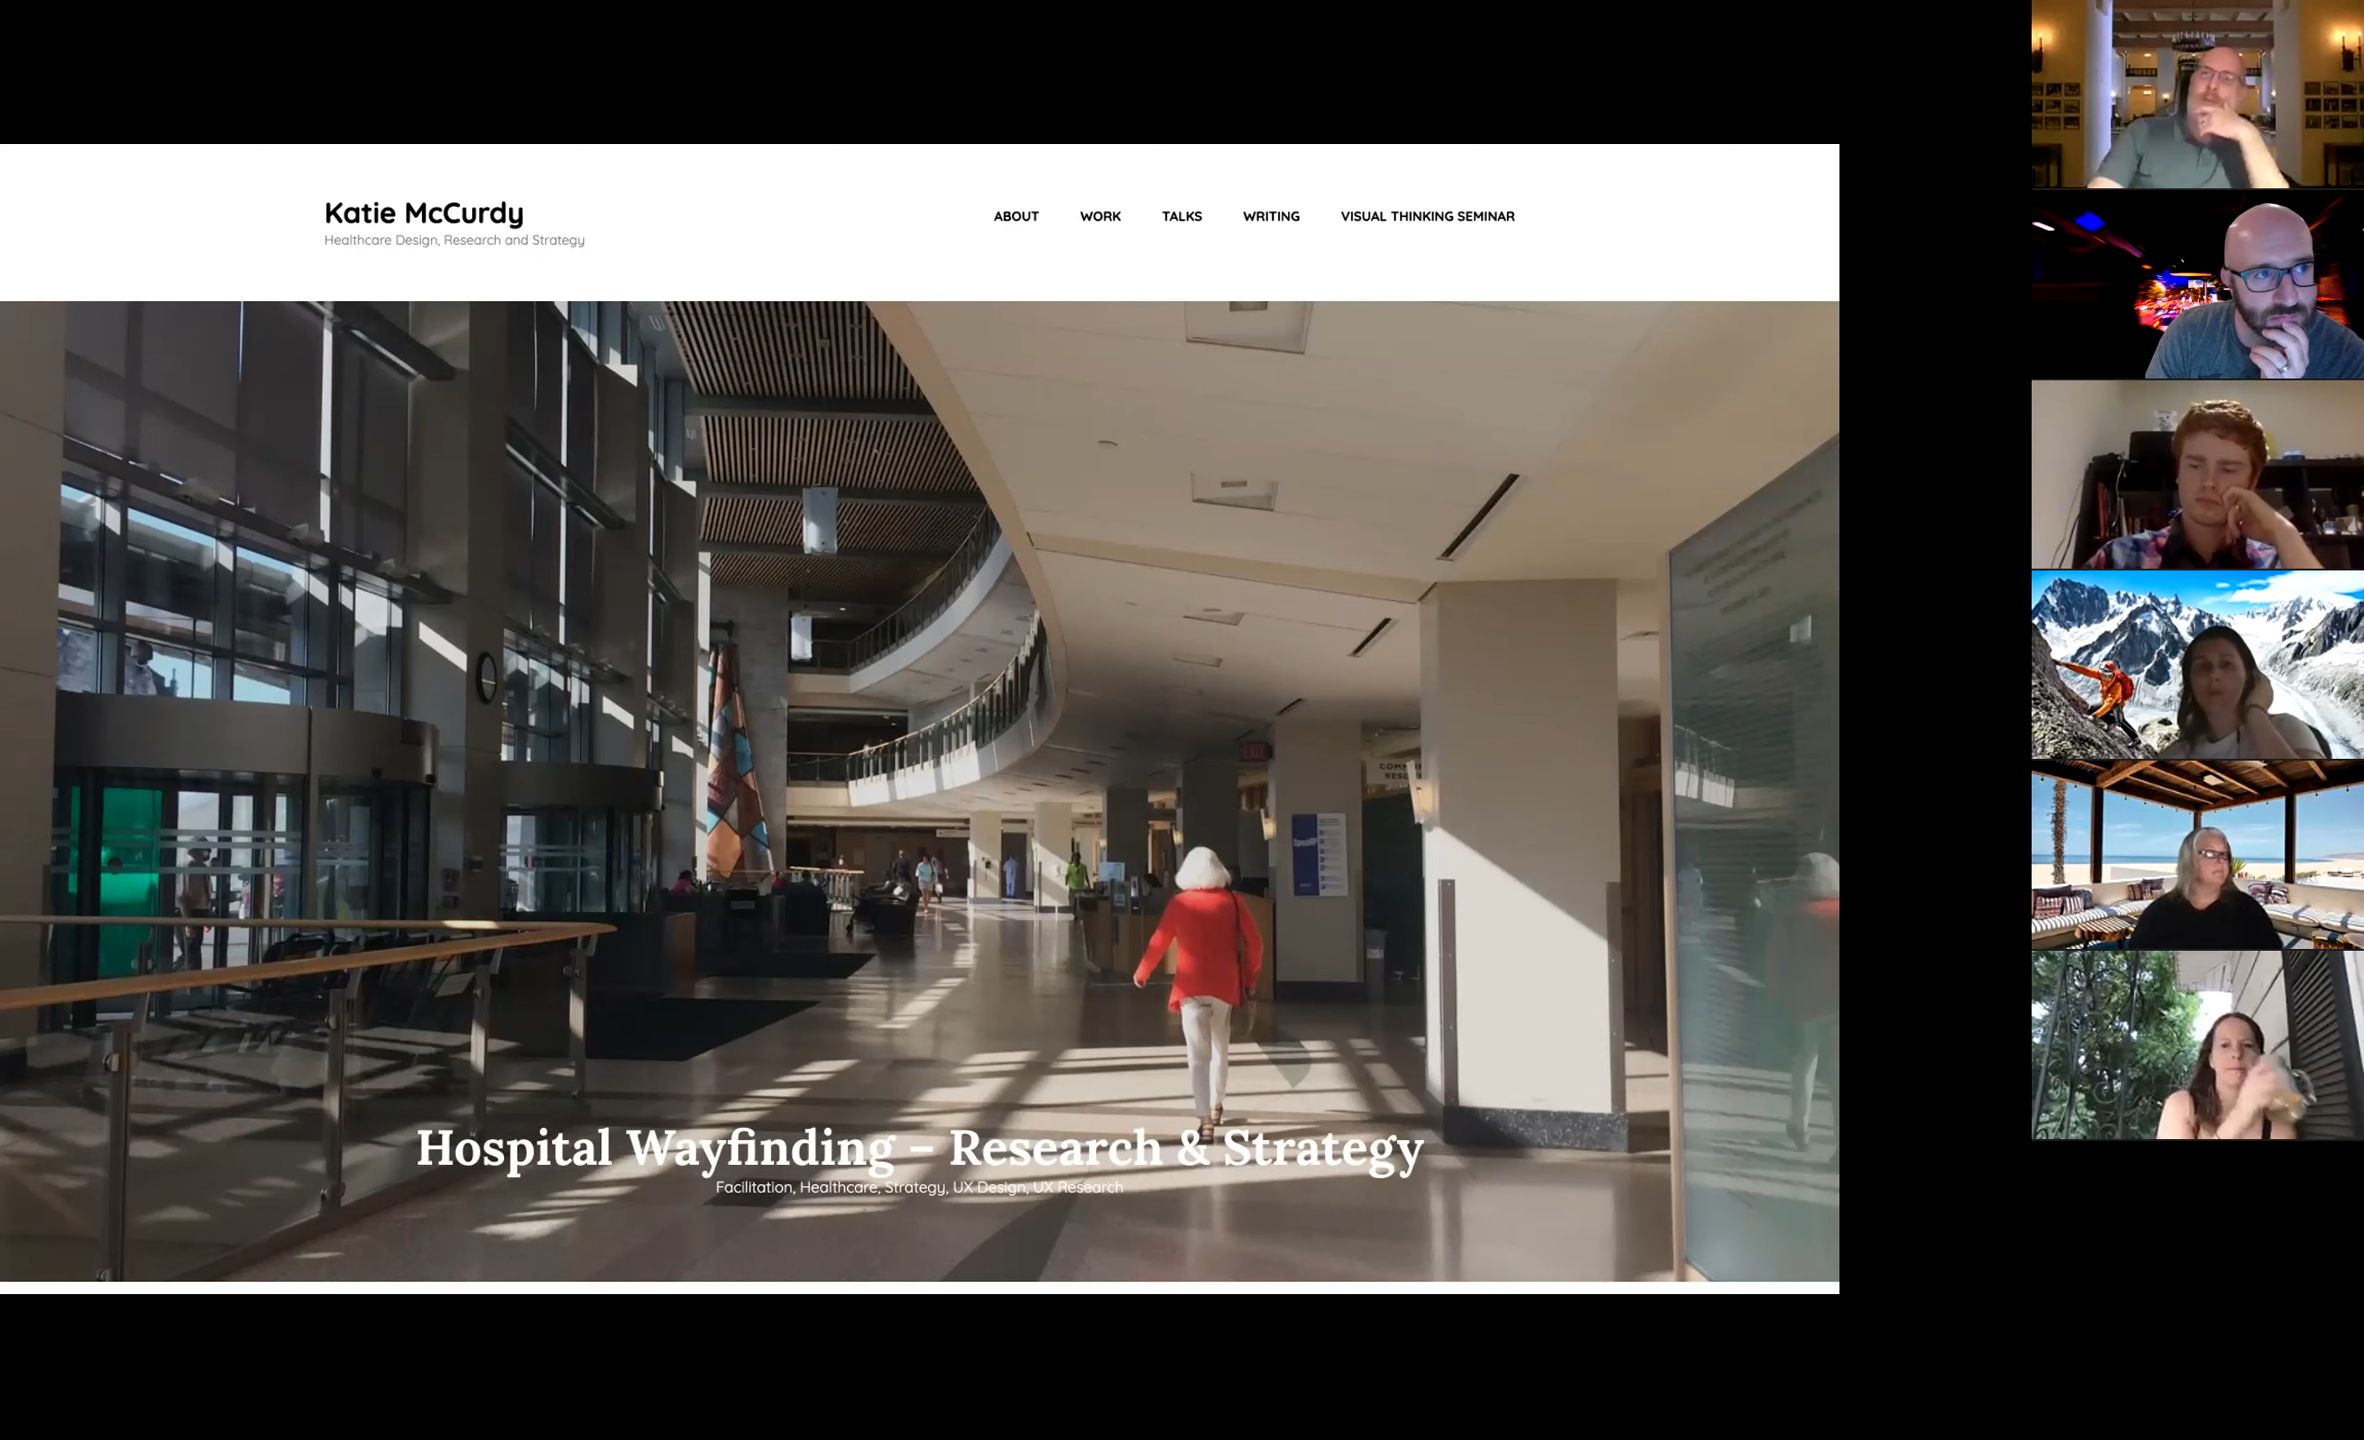 Katie McCurdy
Healthcare Design, Research and Strategy
ABOUT WORK TALKS WRITING VISUAL THINKING SEMINAR
EXIT
Hospital Wayfinding – Research & Strategy
Facilitation, Healthcare, Strategy, UX Design, UX Research